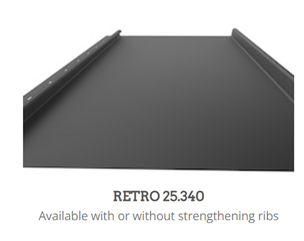 RETRO 25.340
Available with or without strengthening ribs